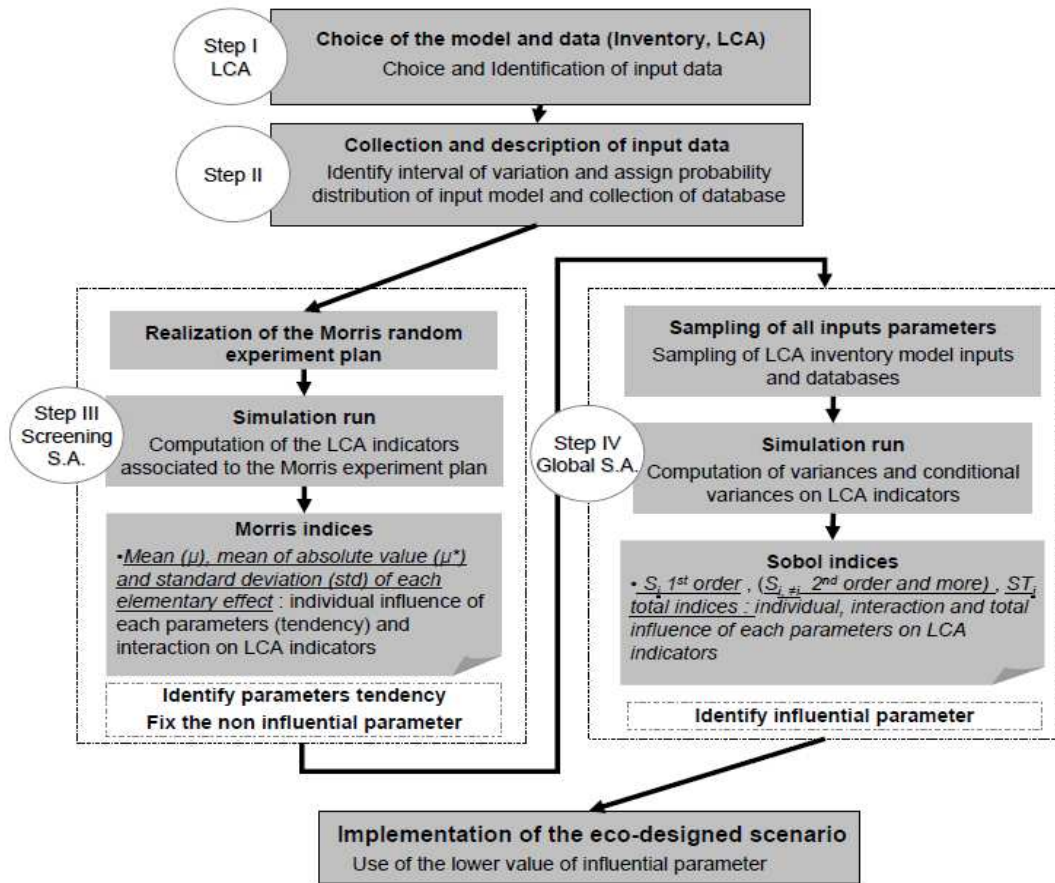 Step I
LCA
Choice of the model and data (Inventory, LCA)
Choice and Identification of input data
Step II
Collection and description of input data
Identify interval of variation and assign probability
distribution of input model and collection of database
Step III
Screening
S.A.
Realization of the Morris random
experiment plan
Simulation run
Computation of the LCA indicators
associated to the Morris experiment plan
Morris indices
•Mean (μ), mean of absolute value (μ*)
and standard deviation (std) of each
elementary effect : individual influence of
each parameters (tendency) and
interaction on LCA indicators
Identify parameters tendency
Fix the non influential parameter
Step IV
Global S.A.
Sampling of all inputs parameters
Sampling of LCA inventory model inputs
and databases
Simulation run
Computation of variances and conditional
variances on LCA indicators
Sobol indices
• Si 1st order , (Si, ≠j 2nd order and more) , STi
total indices : individual, interaction and total
influence of each parameters on LCA
indicators
Identify influential parameter
Implementation of the eco-designed scenario
Use of the lower value of influential parameter